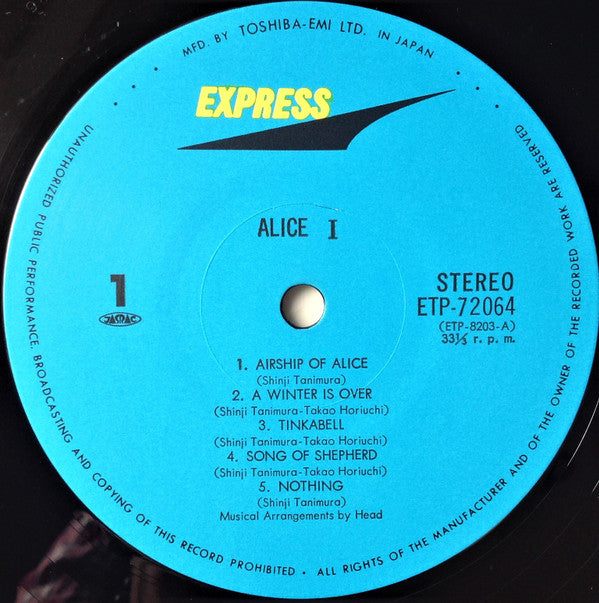 MFD. BY TOSHIBA-EMI LTD. IN JAPAN
EXPRESS
ALICE I
1
JASRAC
STEREO
ETP-72064
(ETP-8203-A)
33⅓ r. p. m.
1. AIRSHIP OF ALICE
(Shinji Tanimura)
2. A WINTER IS OVER
(Shinji Tanimura-Takao Horiuchi)
3. TINKABELL
(Shinji Tanimura-Takao Horiuchi)
4. SONG OF SHEPHERD
(Shinji Tanimura-Takao Horiuchi)
5. NOTHING
(Shinji Tanimura)
Musical Arrangements by Head
UNAUTHORIZED PUBLIC PERFORMANCE, BROADCASTING AND COPYING OF THIS RECORD PROHIBITED • ALL RIGHTS OF THE MANUFACTURER AND OF THE OWNER OF THE RECORDED WORK ARE RESERVED